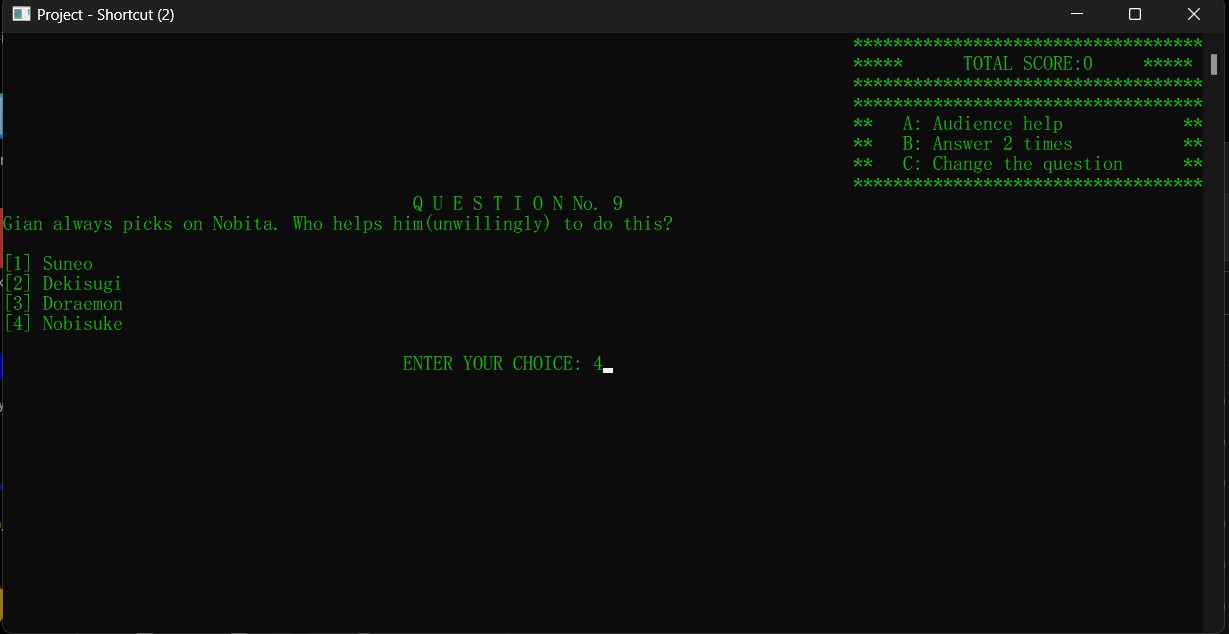 Project - Shortcut (2)
***********************************
***** TOTAL SCORE:0 *****
***********************************
***********************************
** A: Audience help **
** B: Answer 2 times **
** C: Change the question **
***********************************
Q U E S T I O N No. 9
Gian always picks on Nobita. Who helps him(unwillingly) to do this?
[1] Suneo
[2] Dekisugi
[3] Doraemon
[4] Nobisuke
ENTER YOUR CHOICE: 4